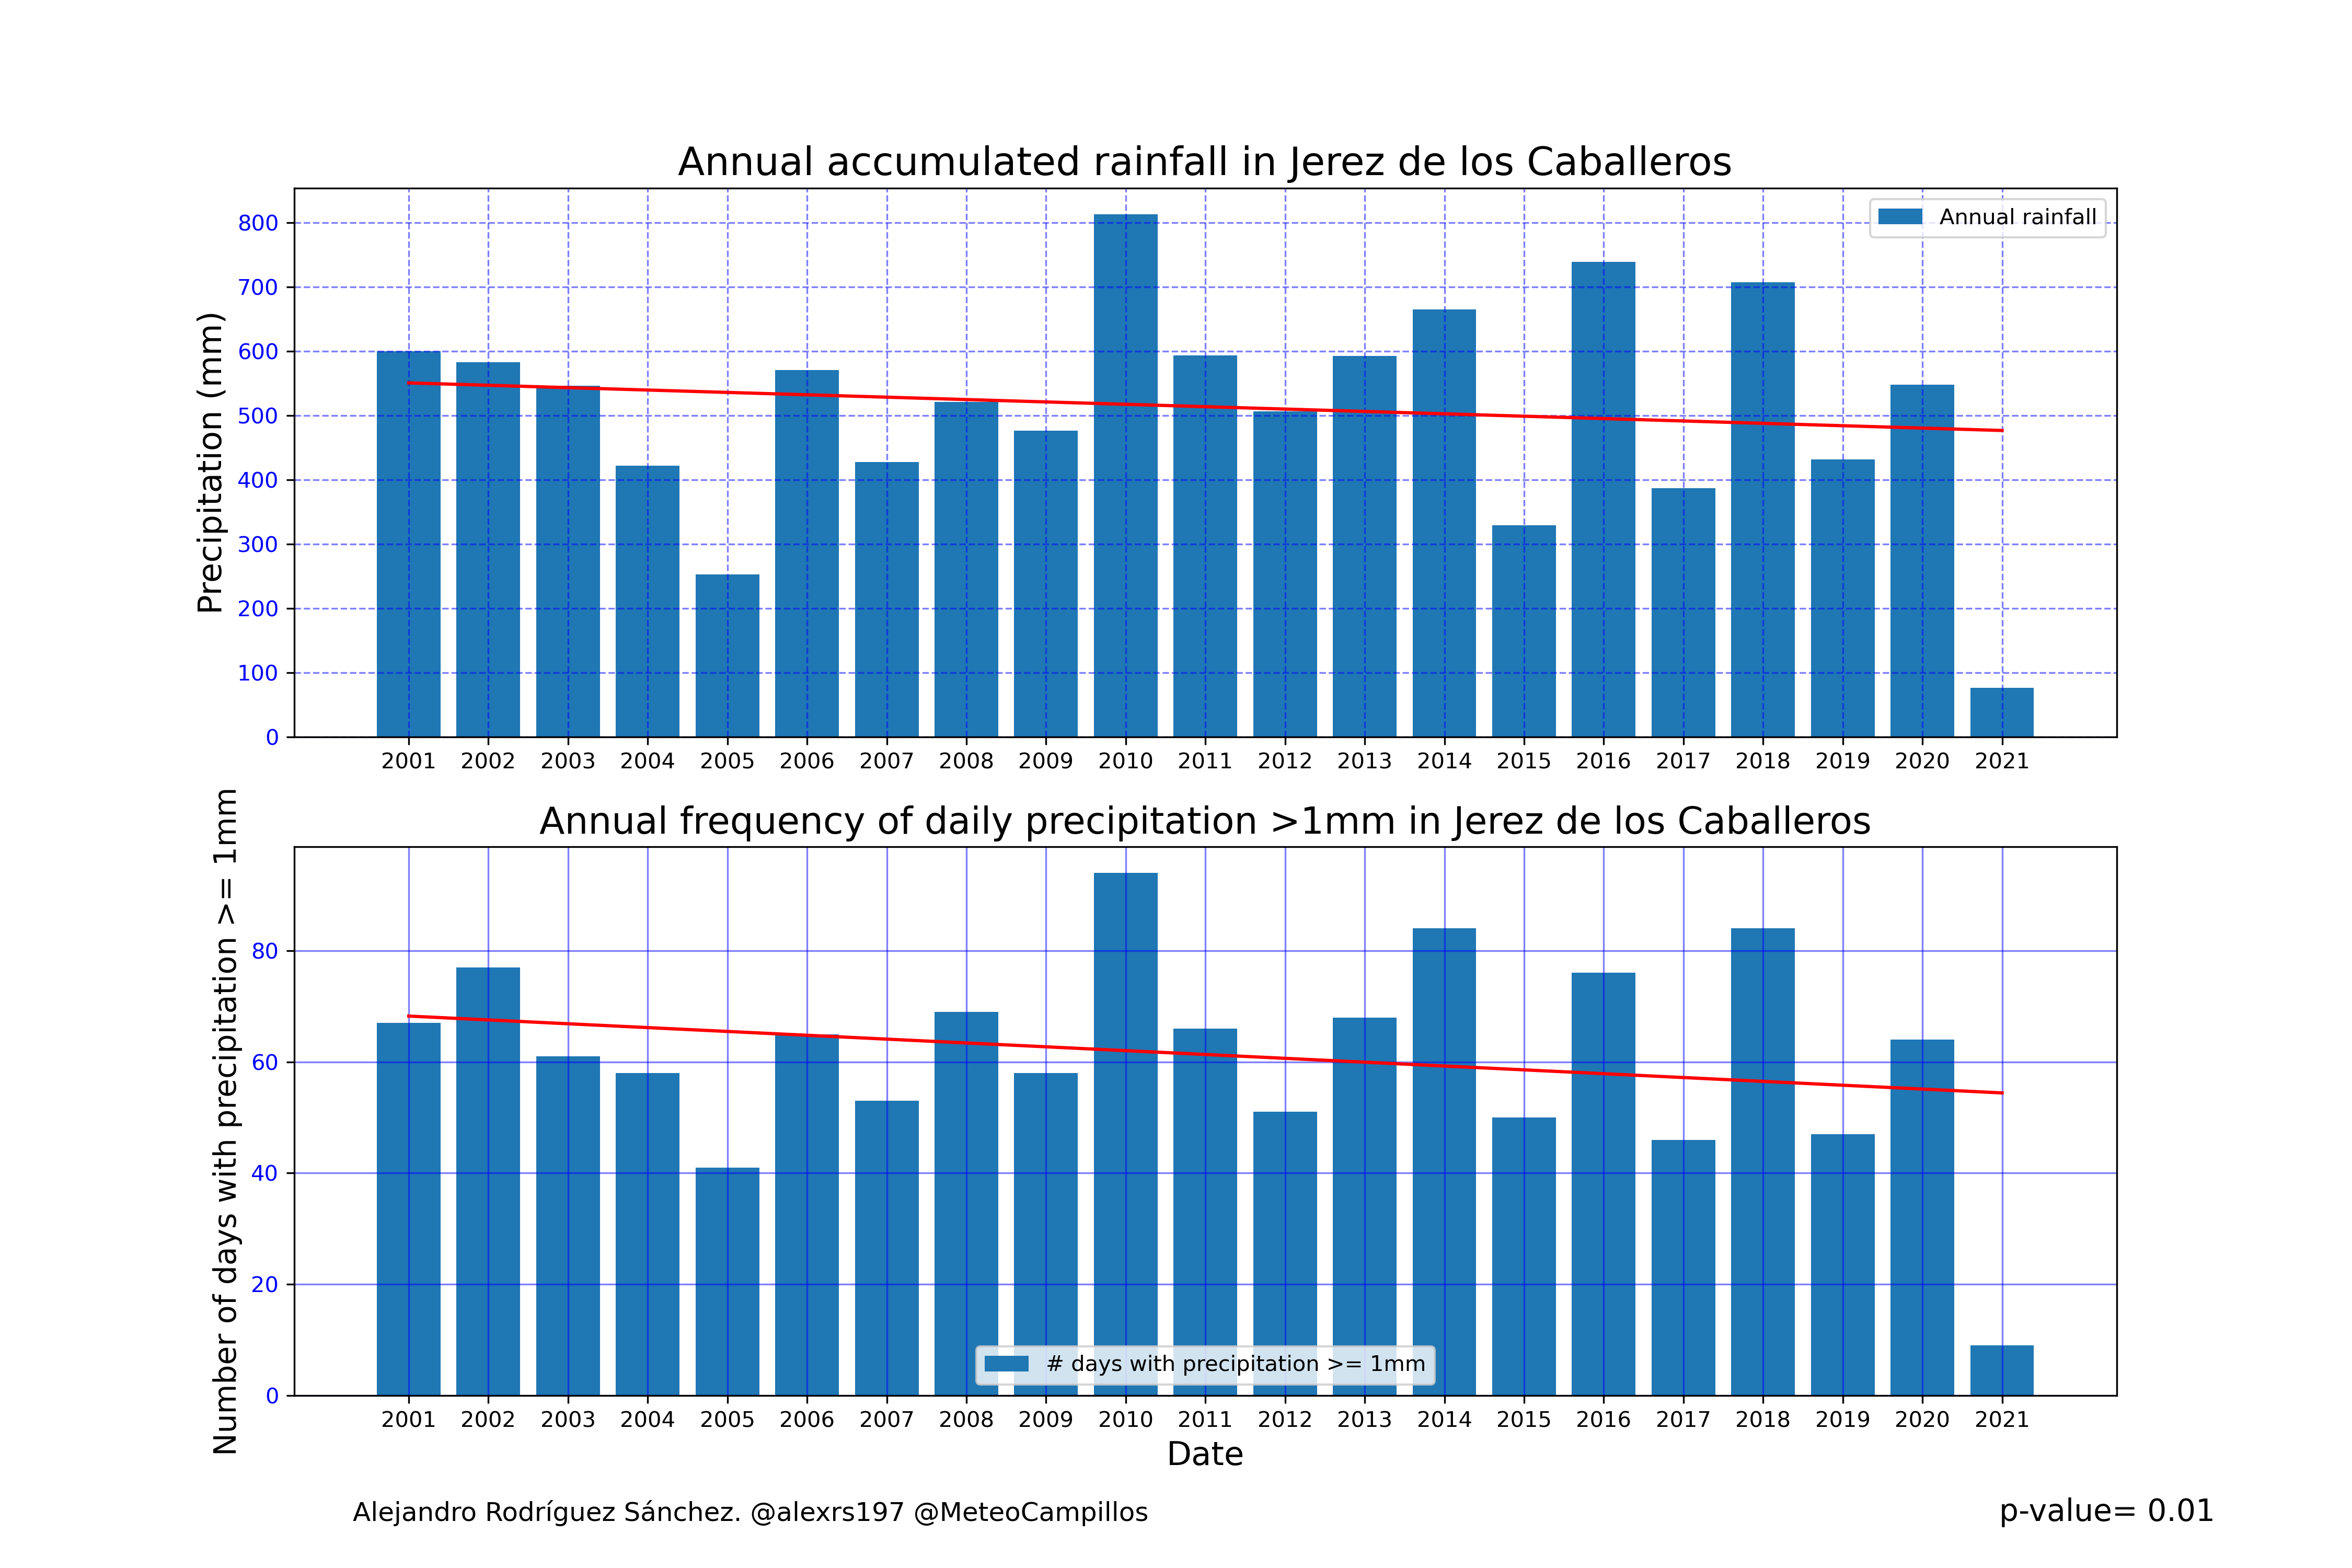 Annual accumulated rainfall in Jerez de los Caballeros
Annual rainfall
Precipitation (mm)
800
700
600
500
400
300
200
100
0
2001 2002 2003 2004 2005 2006 2007 2008 2009 2010 2011 2012 2013 2014 2015 2016 2017 2018 2019 2020 2021
Annual frequency of daily precipitation >1mm in Jerez de los Caballeros
Number of days with precipitation >= 1mm
80
60
40
20
0
# days with precipitation >= 1mm
2001 2002 2003 2004 2005 2006 2007 2008 2009 2010 2011 2012 2013 2014 2015 2016 2017 2018 2019 2020 2021
Date
Alejandro Rodríguez Sánchez. @alexrs197 @MeteoCampillos
p-value= 0.01